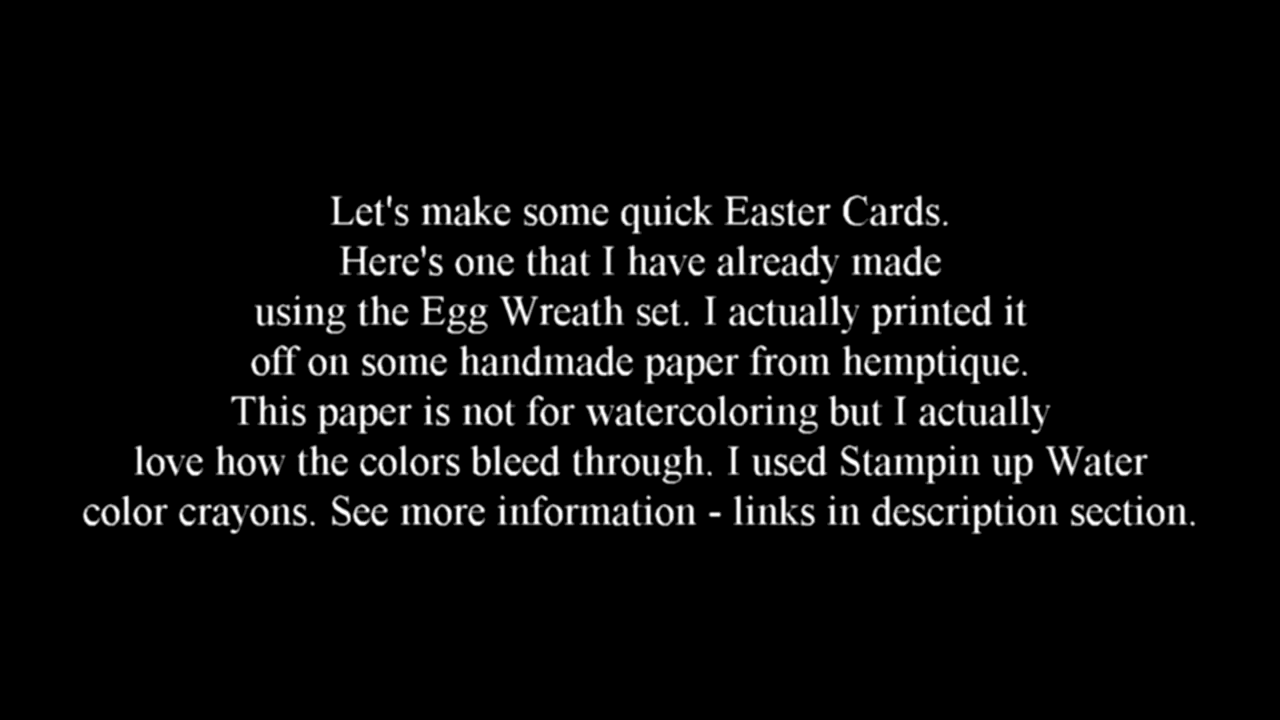 Let's make some quick Easter Cards.
Here's one that I have already made
using the Egg Wreath set. I actually printed it
off on some handmade paper from hemptique.
This paper is not for watercoloring but I actually
love how the colors bleed through. I used Stampin up Water
color crayons. See more information - links in description section.